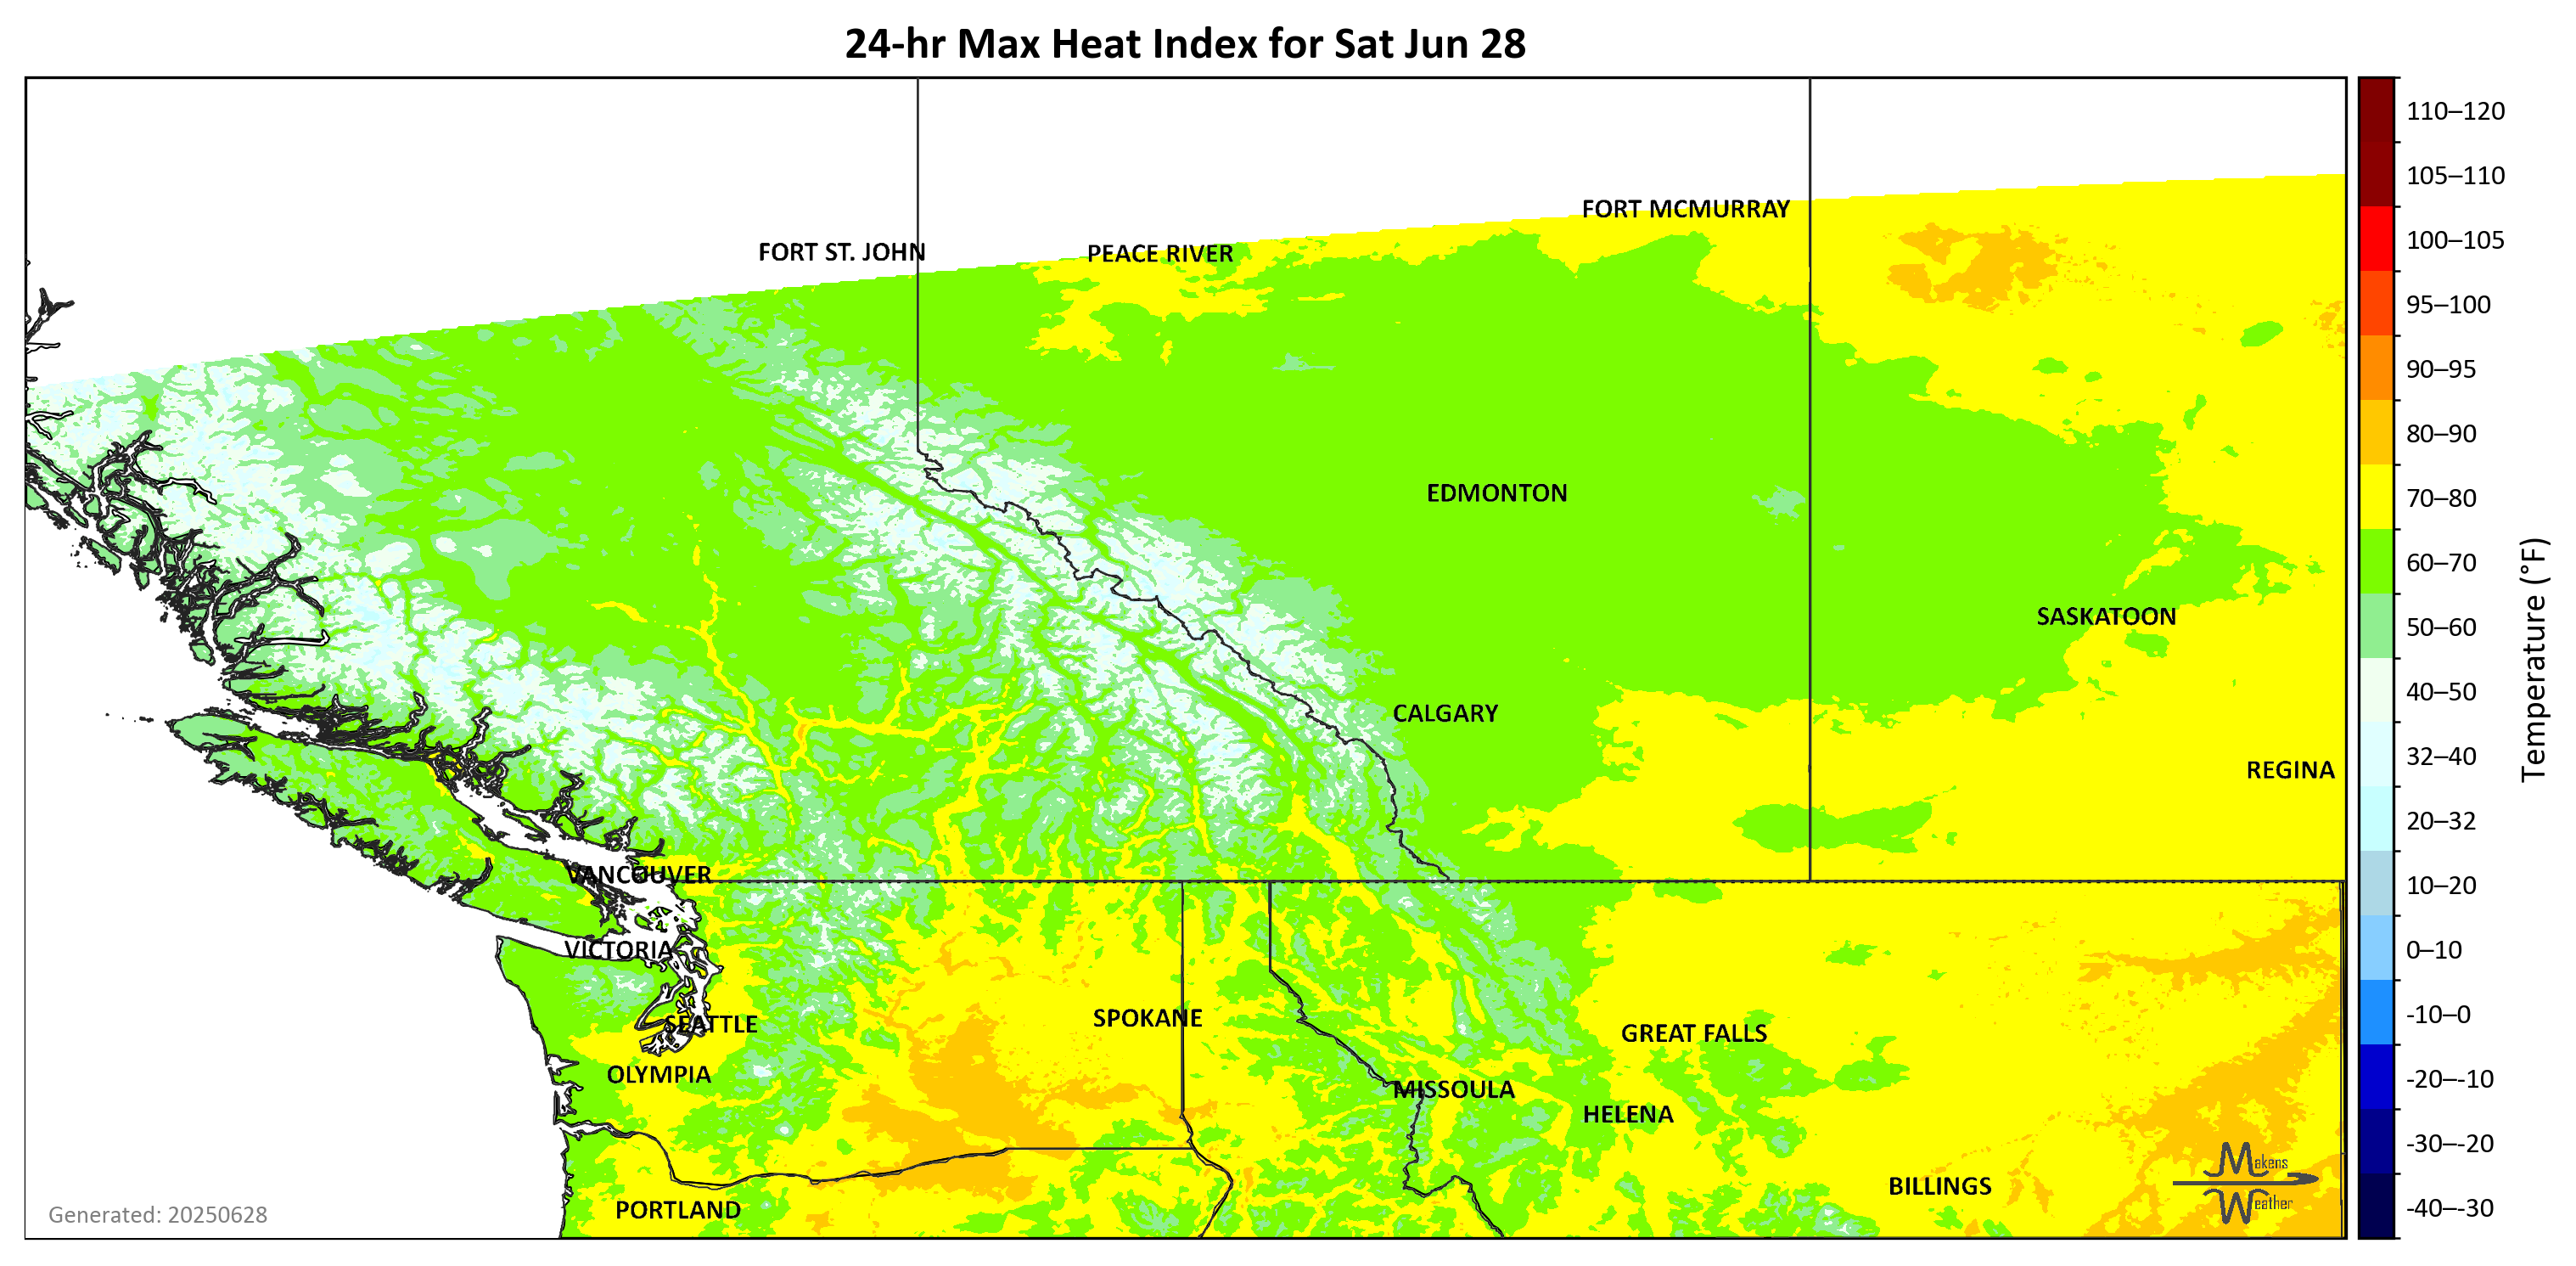 24-hr Max Heat Index for Sat Jun 28
110–120
105–110
FORT MCMURRAY
100–105
FORT ST. JOHN
PEACE RIVER
95–100
90–95
80–90
EDMONTON
70–80
60–70
SASKATOON
50–60
40–50
CALGARY
32–40
REGINA
Temperature (°F)
20–32
VANCOUVER
10–20
VICTORIA
0–10
SEATTLE
SPOKANE
GREAT FALLS
-10–0
OLYMPIA
MISSOULA
-20–-10
HELENA
-30–-20
Makens
Weather
BILLINGS
PORTLAND
-40–-30
Generated: 20250628